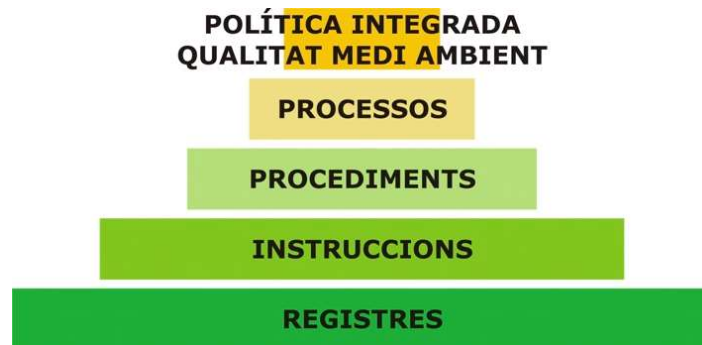 POLÍTICA INTEGRADA
QUALITAT MEDI AMBIENT
PROCESSOS
PROCEDIMENTS
INSTRUCCIONS
REGISTRES